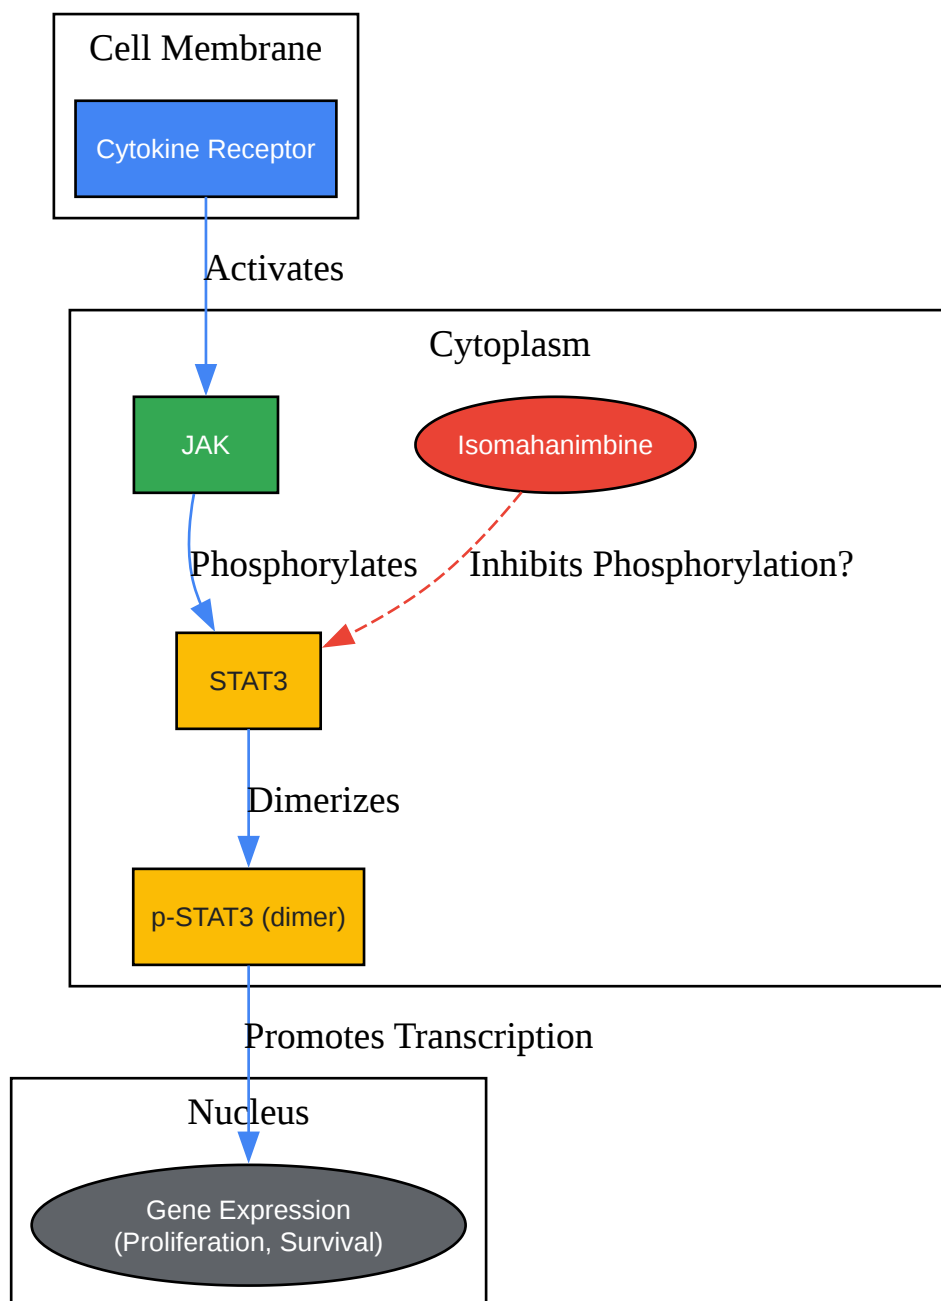 Cell Membrane
Cytokine Receptor
Activates
Cytoplasm
JAK
Isomahanimbine
Phosphorylates
Inhibits Phosphorylation?
STAT3
Dimerizes
p-STAT3 (dimer)
Promotes Transcription
Nucleus
Gene Expression
(Proliferation, Survival)